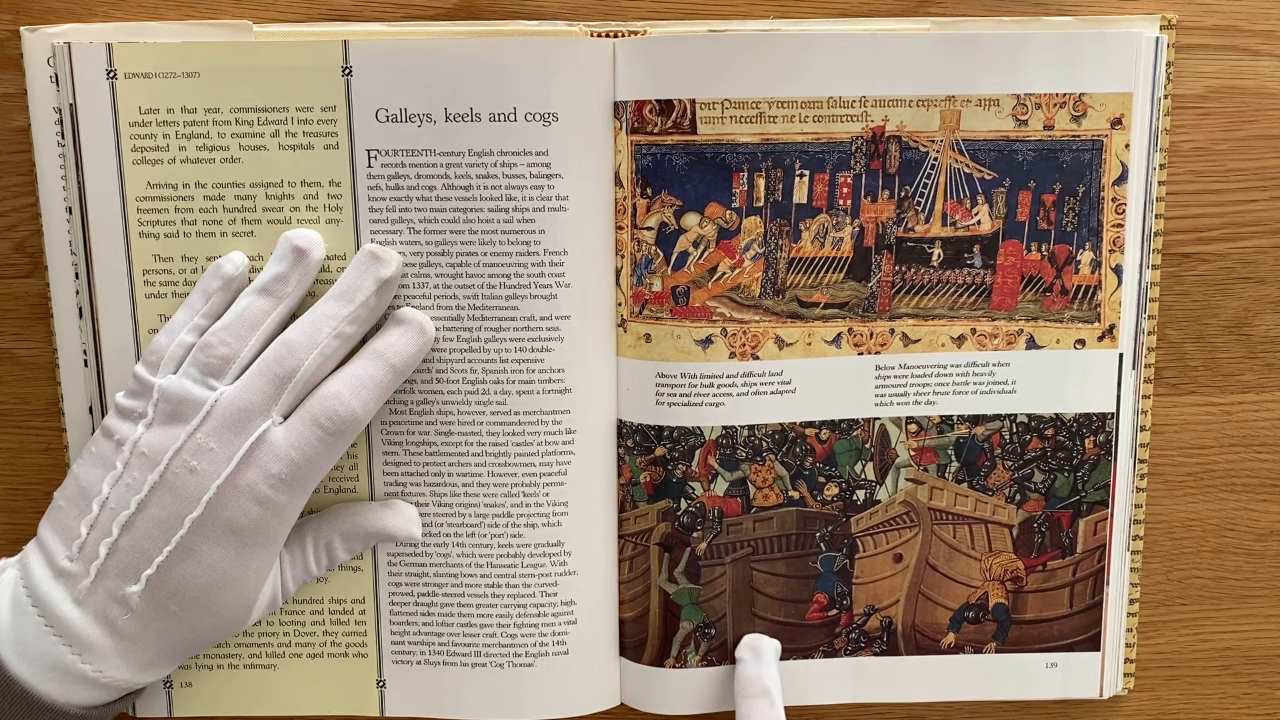 EDWARD I (1272–1307)
Later in that year, commissioners were sent
under letters patent from King Edward I into every
county in England, to examine all the treasures
deposited in religious houses, hospitals and
colleges of whatever order.
Arriving in the counties assigned to them, the
commissioners made many knights and two
freemen from each hundred swear on the Holy
Scriptures that none of them would reveal any-
thing said to them in secret.
Then they
persons, or at
the same day
under their
on
his
they all
received
England.
and
things,
joy.
hundred ships and
France and landed at
to looting and killed ten
the priory in Dover, they carried
ornaments and many of the goods
monastery, and killed one aged monk who
was lying in the infirmary.
138
Galleys, keels and cogs
FOURTEENTH-century English chronicles and
records mention a great variety of ships – among
them galleys, dromonds, keels, snakes, busses, balingers,
nefs, hulks and cogs. Although it is not always easy to
know exactly what these vessels looked like, it is clear that
they fell into two main categories: sailing ships and multi-
oared galleys, which could also hoist a sail when
necessary. The former were the most numerous in
English waters, so galleys were likely to belong to
very possibly pirates or enemy raiders. French
galleys, capable of manoeuvring with their
at calms, wrought havoc among the south coast
from 1337, at the outset of the Hundred Years War.
peaceful periods, swift Italian galleys brought
to England from the Mediterranean.
essentially Mediterranean craft, and were
the battering of rougher northern seas.
few English galleys were exclusively
were propelled by up to 140 double-
and shipyard accounts list expensive
and Scots fir, Spanish iron for anchors
and 50-foot English oaks for main timbers:
Norfolk women, each paid 2d. a day, spent a fortnight
stitching a galley's unwieldy single sail.
Most English ships, however, served as merchantmen
in peacetime and were hired or commandeered by the
Crown for war. Single-masted, they looked very much like
Viking longships, except for the raised 'castles' at bow and
stern. These battlemented and brightly painted platforms,
designed to protect archers and crossbowmen, may have
been attached only in wartime. However, even peaceful
trading was hazardous, and they were probably perma-
nent fixtures. Ships like these were called 'keels' or
their Viking origins) 'snakes', and in the Viking
were steered by a large paddle projecting from
and (or 'steerboard') side of the ship, which
docked on the left (or 'port') side.
During the early 14th century, keels were gradually
superseded by 'cogs', which were probably developed by
the German merchants of the Hanseatic League. With
their straight, slanting bows and central stern-post rudder,
cogs were stronger and more stable than the curved-
prowed, paddle-steered vessels they replaced. Their
deeper draught gave them greater carrying capacity; high,
flattened sides made them more easily defensible against
boarders; and loftier castles gave their fighting men a vital
height advantage over lesser craft. Cogs were the domi-
nant warships and favourite merchantmen of the 14th
century; in 1340 Edward III directed the English naval
victory at Sluys from his great 'Cog Thomas'.
Above With limited and difficult land
transport for bulk goods, ships were vital
for sea and river access, and often adapted
for specialized cargo.
Below Manoeuvring was difficult when
ships were loaded down with heavily
armoured troops; once battle was joined, it
was usually sheer brute force of individuals
which won the day.
139